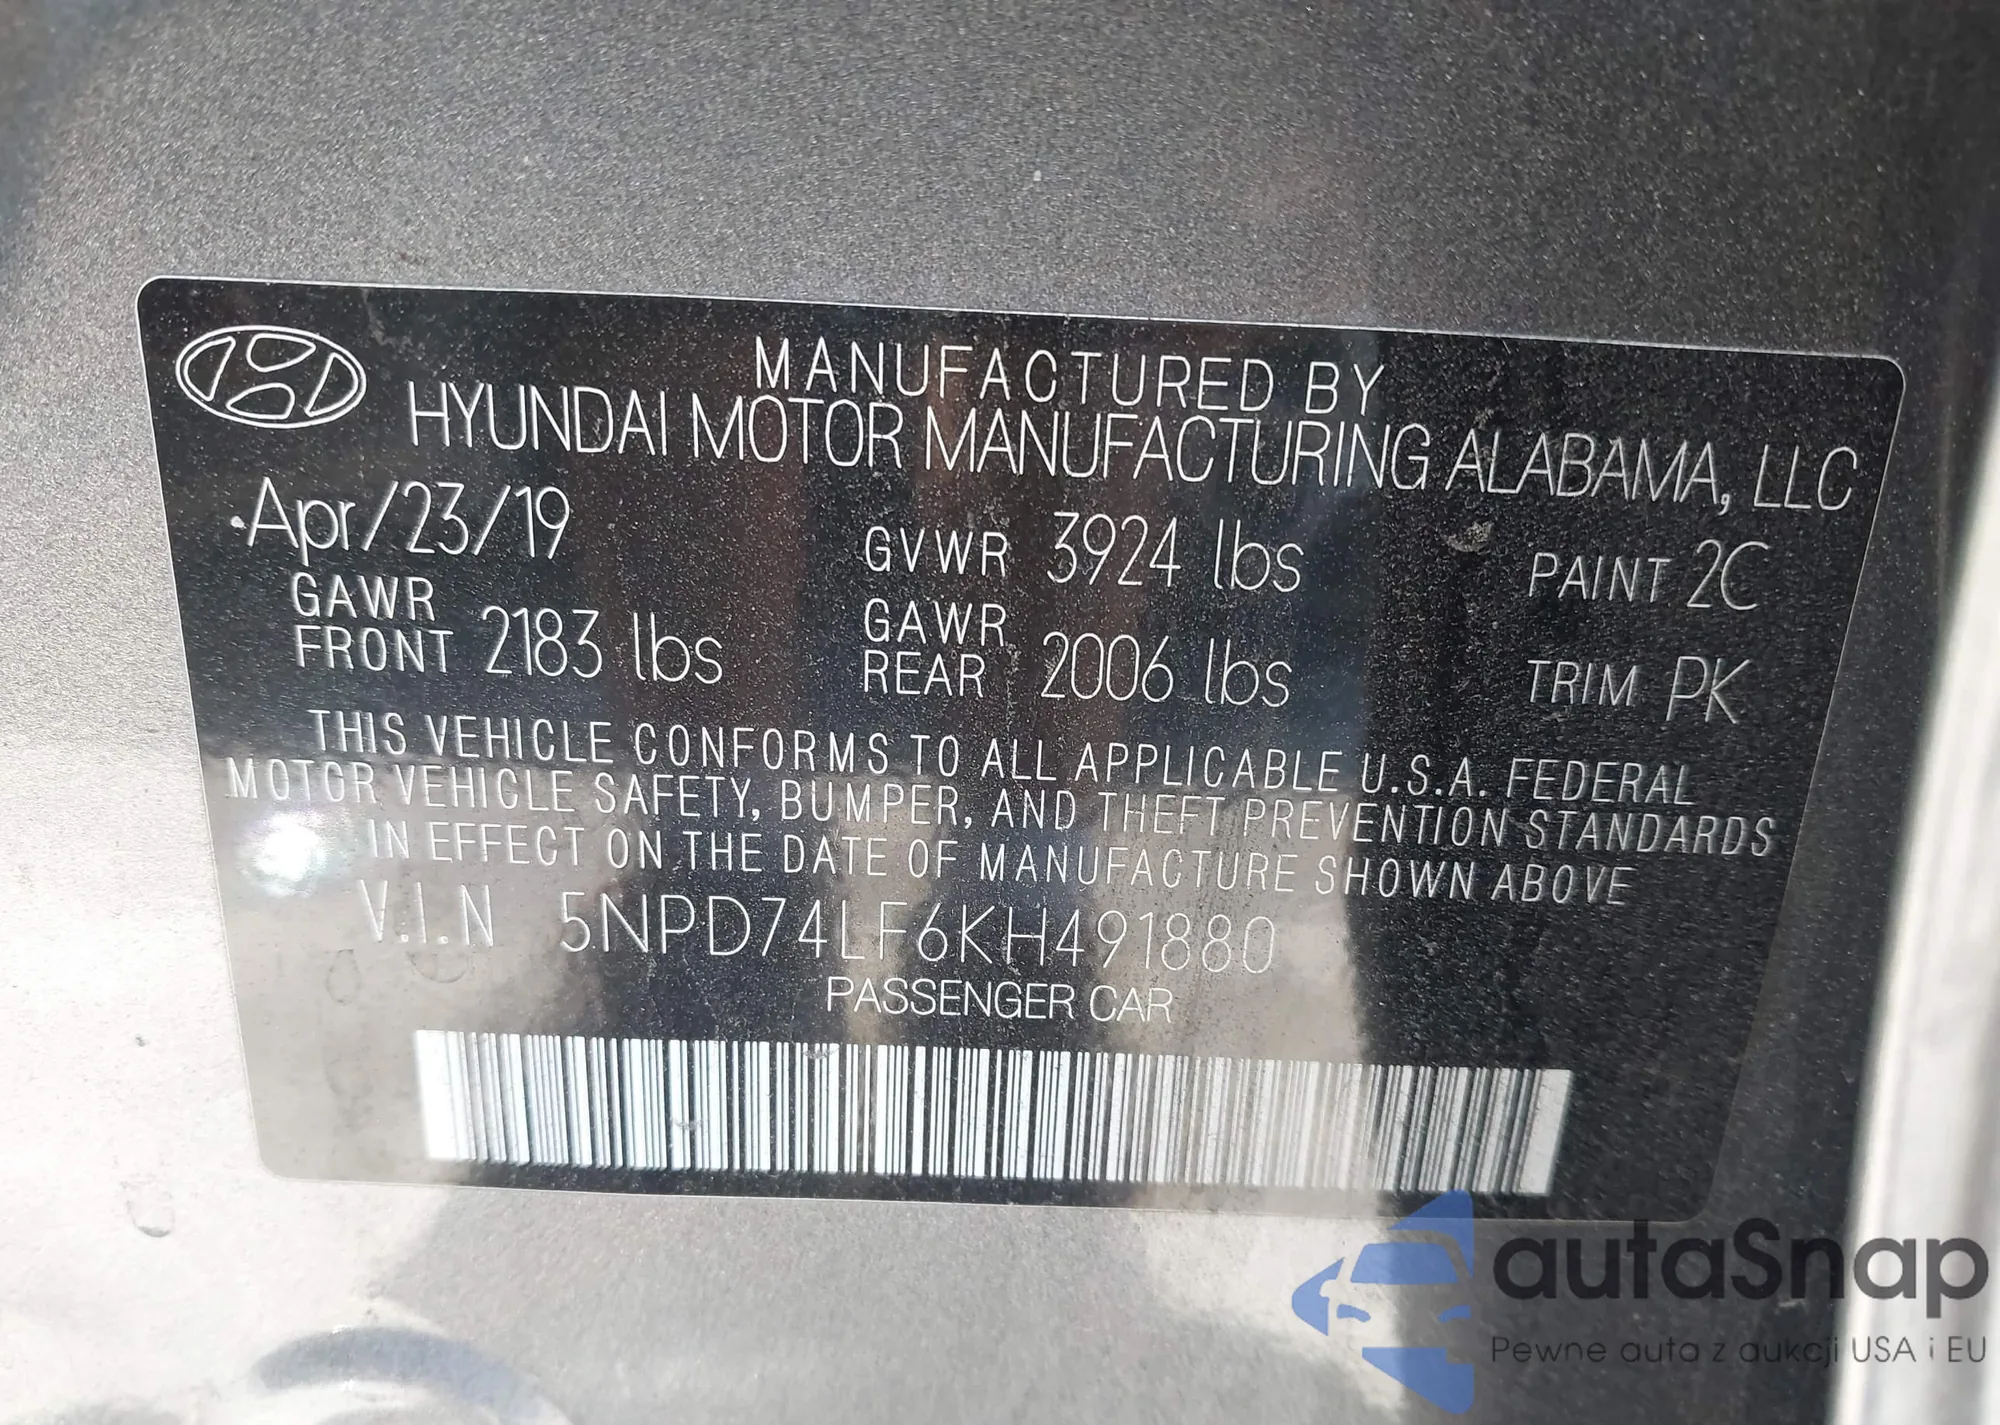 MANUFACTURED BY
HYUNDAI MOTOR MANUFACTURING ALABAMA, LLC
Apr/23/19 GVWR 3924 lbs PAINT 2C
GAWR FRONT 2183 lbs GAWR REAR 2006 lbs TRIM PK
THIS VEHICLE CONFORMS TO ALL APPLICABLE U.S.A. FEDERAL
MOTOR VEHICLE SAFETY, BUMPER, AND THEFT PREVENTION STANDARDS
IN EFFECT ON THE DATE OF MANUFACTURE SHOWN ABOVE
V.I.N 5NPD74LF6KH491880
PASSENGER CAR
autaSnap
Pewne auta z aukcji USA i EU